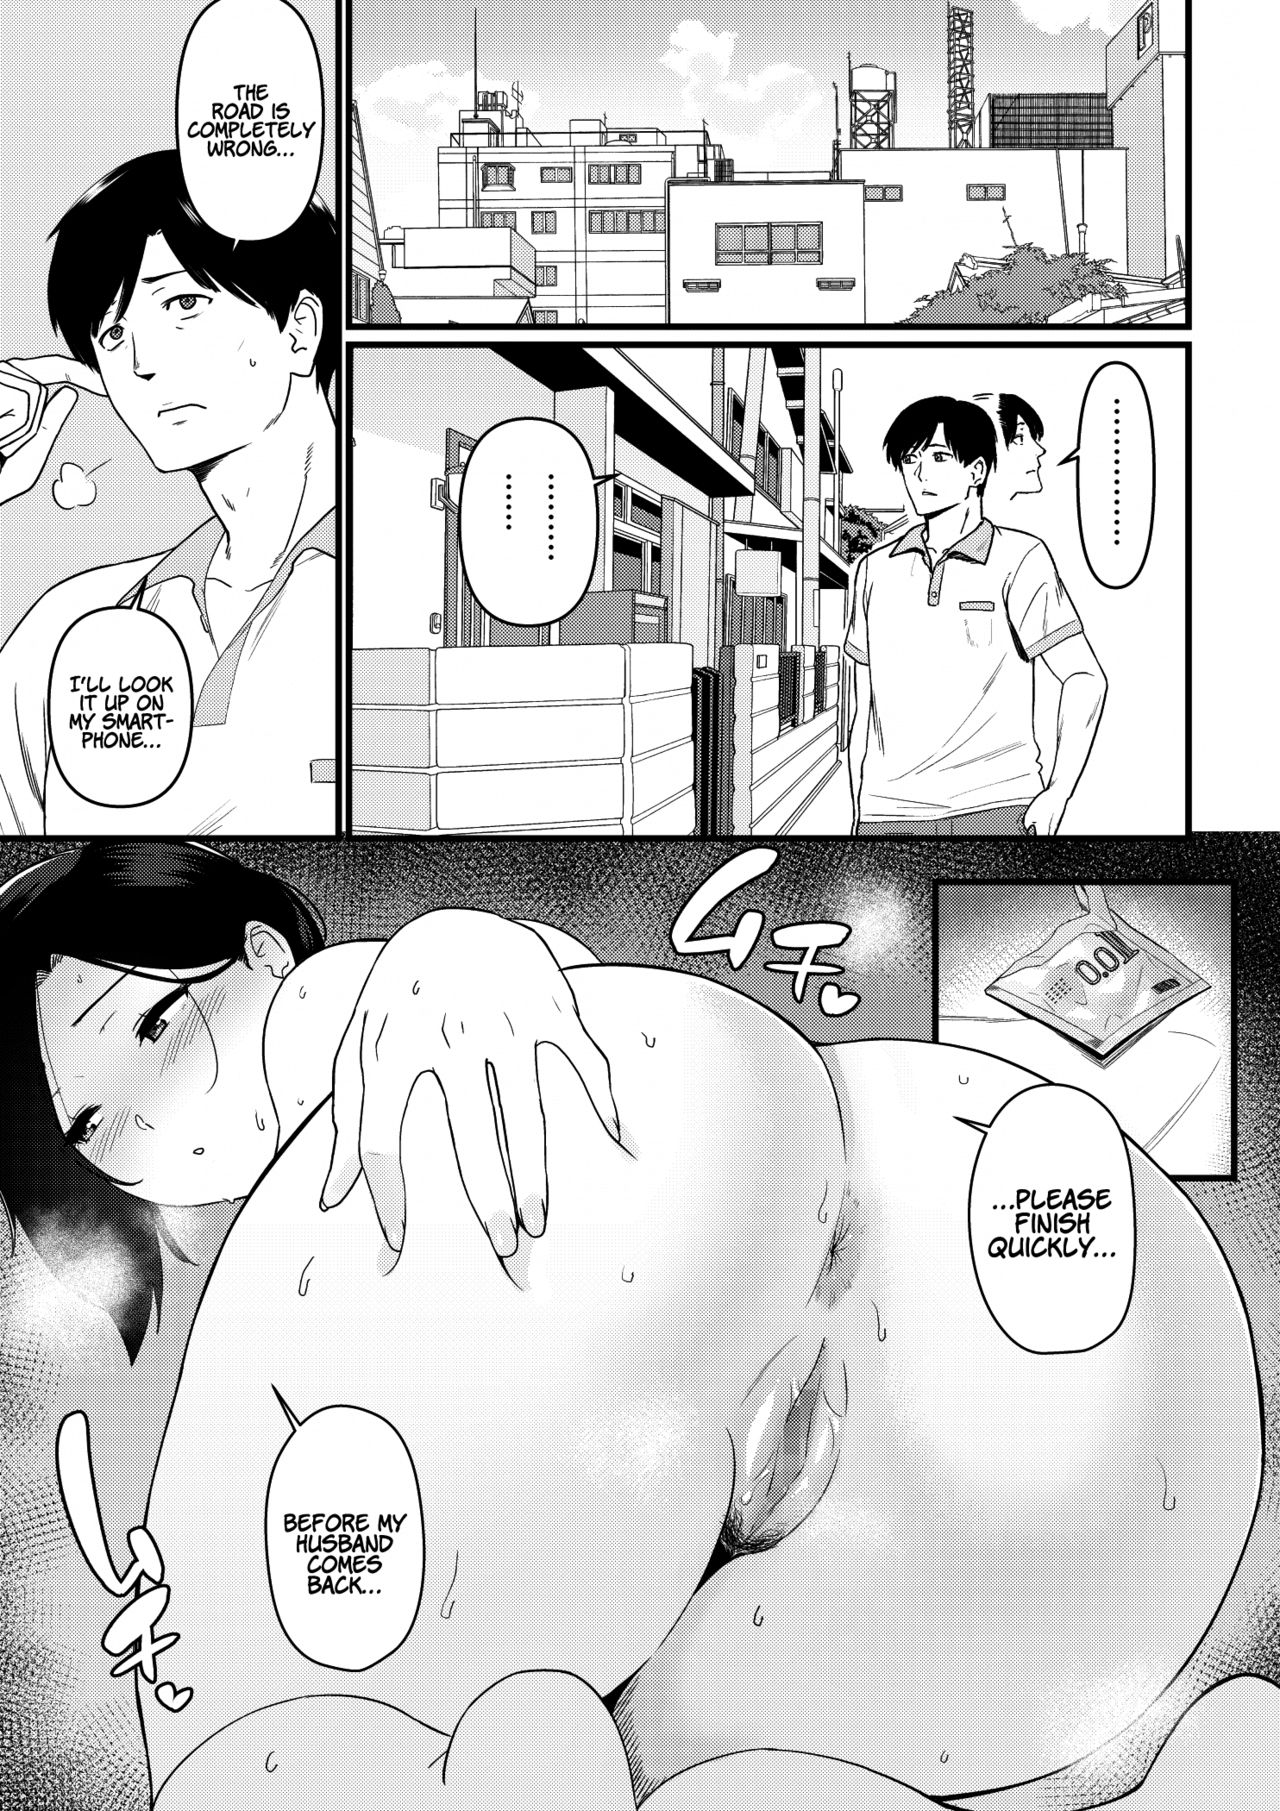 P
………
………
……
THE
ROAD IS
COMPLETELY
WRONG...
I'LL LOOK
IT UP ON
MY SMART-
PHONE...
0.01
ムチ♥
...PLEASE
FINISH
QUICKLY...
BEFORE MY
HUSBAND
COMES
BACK...
ムチ♥